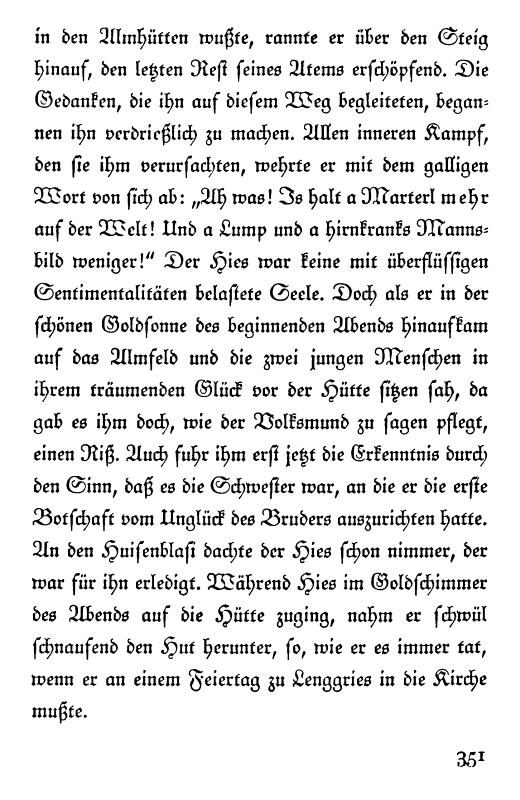 in den Almhütten wußte, rannte er über den Steig
hinauf, den letzten Rest seines Atems erschöpfend. Die
Gedanken, die ihn auf diesem Weg begleiteten, began-
nen ihn verdrießlich zu machen. Allen inneren Kampf,
den sie ihm verursachten, wehrte er mit dem galligen
Wort von sich ab: „Ah was! Is halt a Marterl mehr
auf der Welt! Und a Lump und a hirnkranks Manns-
bild weniger!“ Der Hies war keine mit überflüssigen
Sentimentalitäten belastete Seele. Doch als er in der
schönen Goldsonne des beginnenden Abends hinaufkam
auf das Almfeld und die zwei jungen Menschen in
ihrem träumenden Glück vor der Hütte sitzen sah, da
gab es ihm doch, wie der Volksmund zu sagen pflegt,
einen Riß. Auch fuhr ihm erst jetzt die Erkenntnis durch
den Sinn, daß es die Schwester war, an die er die erste
Botschaft vom Unglück des Bruders auszurichten hatte.
An den Huisenblasi dachte der Hies schon nimmer, der
war für ihn erledigt. Während Hies im Goldschimmer
des Abends auf die Hütte zuging, nahm er schwül
schnaufend den Hut herunter, so, wie er es immer tat,
wenn er an einem Feiertag zu Lenggries in die Kirche
mußte.
351